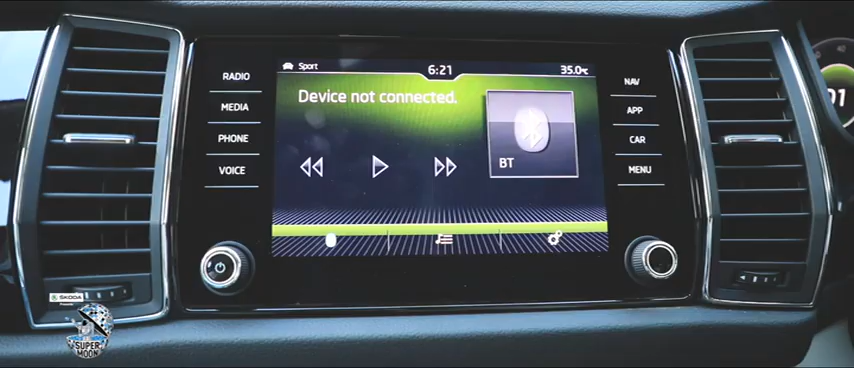 RADIO
MEDIA
PHONE
VOICE
Sport
6:21
35.0°C
Device not connected.
BT
NAV
APP
CAR
MENU
ŠKODA
SUPER
MOON